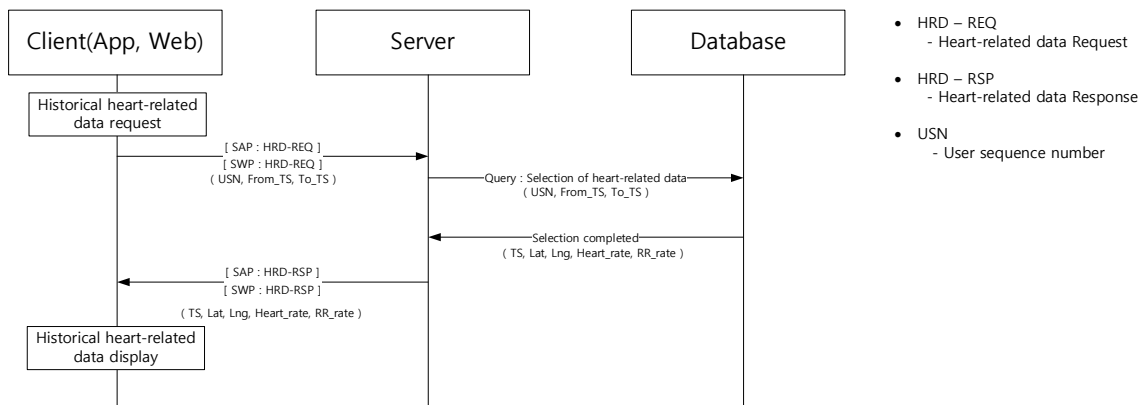 Client(App, Web)
Server
Database
Historical heart-related
data request
[ SAP : HRD-REQ ]
[ SWP : HRD-REQ ]
( USN, From_TS, To_TS )
Query : Selection of heart-related data
( USN, From_TS, To_TS )
Selection completed
( TS, Lat, Lng, Heart_rate, RR_rate )
[ SAP : HRD-RSP ]
[ SWP : HRD-RSP ]
( TS, Lat, Lng, Heart_rate, RR_rate )
Historical heart-related
data display
• HRD – REQ
- Heart-related data Request
• HRD – RSP
- Heart-related data Response
• USN
- User sequence number